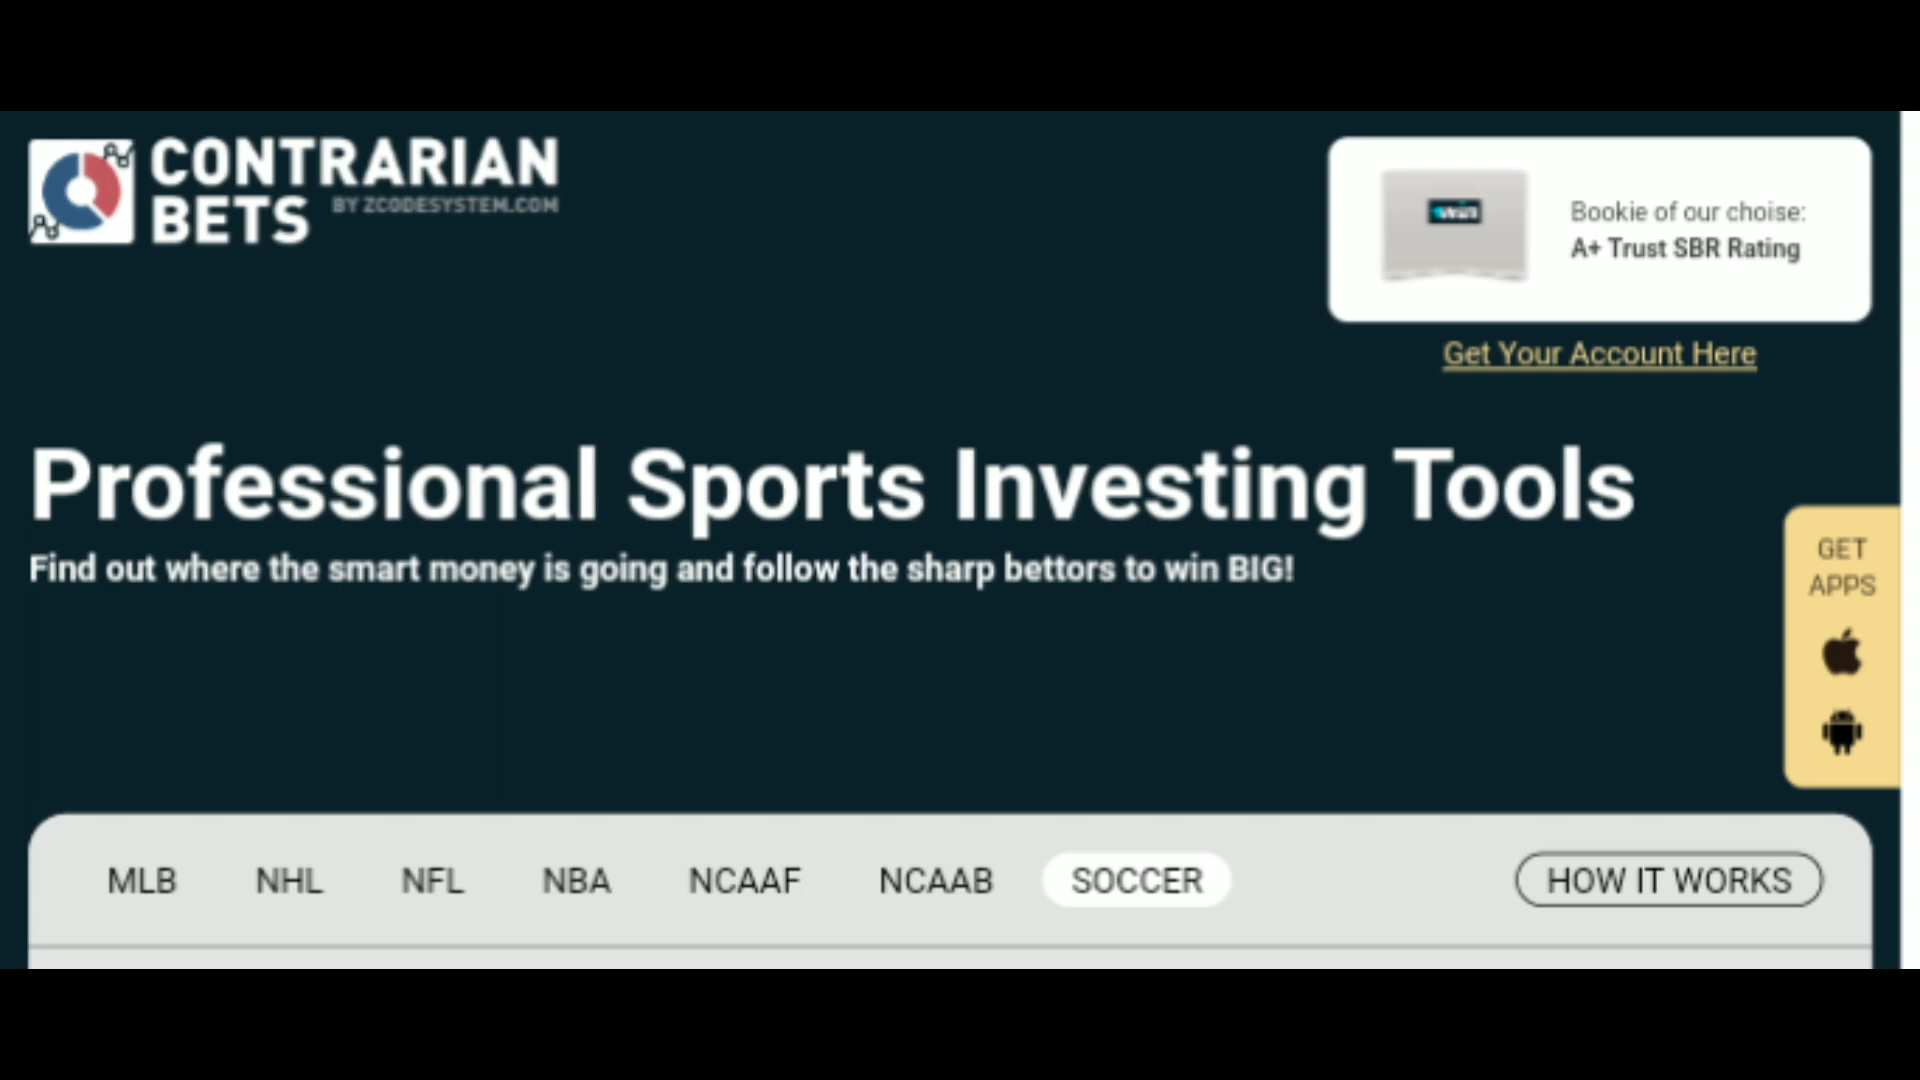 CONTRARIAN
BETS BY ZCODESYSTEM.COM
Bookie of our choise:
A+ Trust SBR Rating
Get Your Account Here
Professional Sports Investing Tools
Find out where the smart money is going and follow the sharp bettors to win BIG!
GET
APPS
MLB NHL NFL NBA NCAAF NCAAB SOCCER HOW IT WORKS